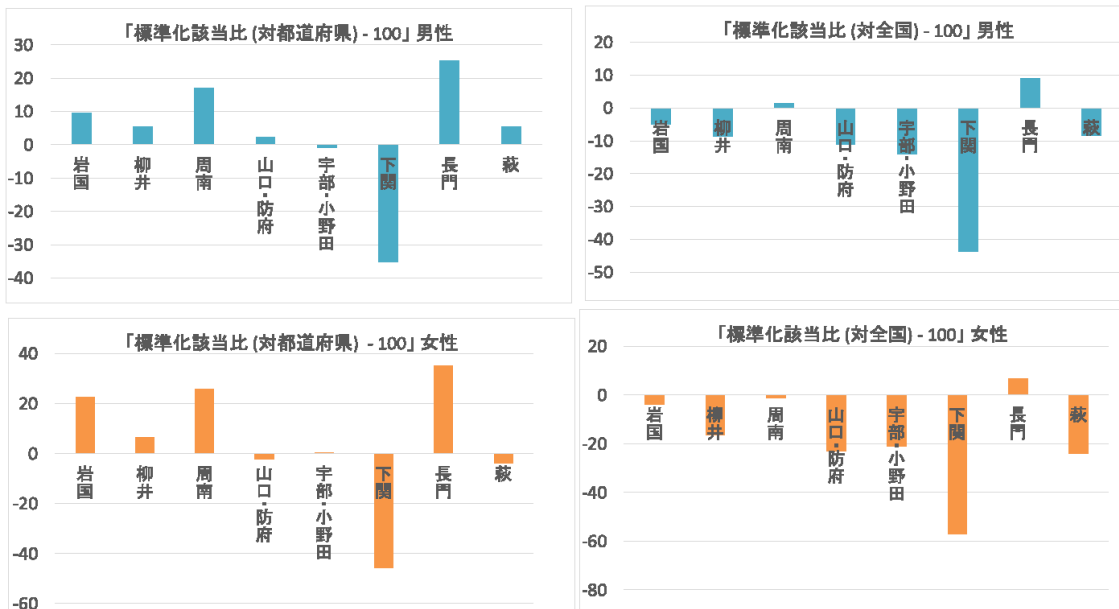 「標準化該当比 (対都道府県) - 100」 男性
30
20
10
0
-10
-20
-30
-40
岩国
柳井
周南
山口・防府
宇部・小野田
下関
長門
萩
「標準化該当比 (対全国) - 100」 男性
20
10
0
-10
-20
-30
-40
-50
岩国
柳井
周南
山口・防府
宇部・小野田
下関
長門
萩
「標準化該当比 (対都道府県) - 100」 女性
40
20
0
-20
-40
-60
岩国
柳井
周南
山口・防府
宇部・小野田
下関
長門
萩
「標準化該当比 (対全国) - 100」 女性
20
0
-20
-40
-60
-80
岩国
柳井
周南
山口・防府
宇部・小野田
下関
長門
萩